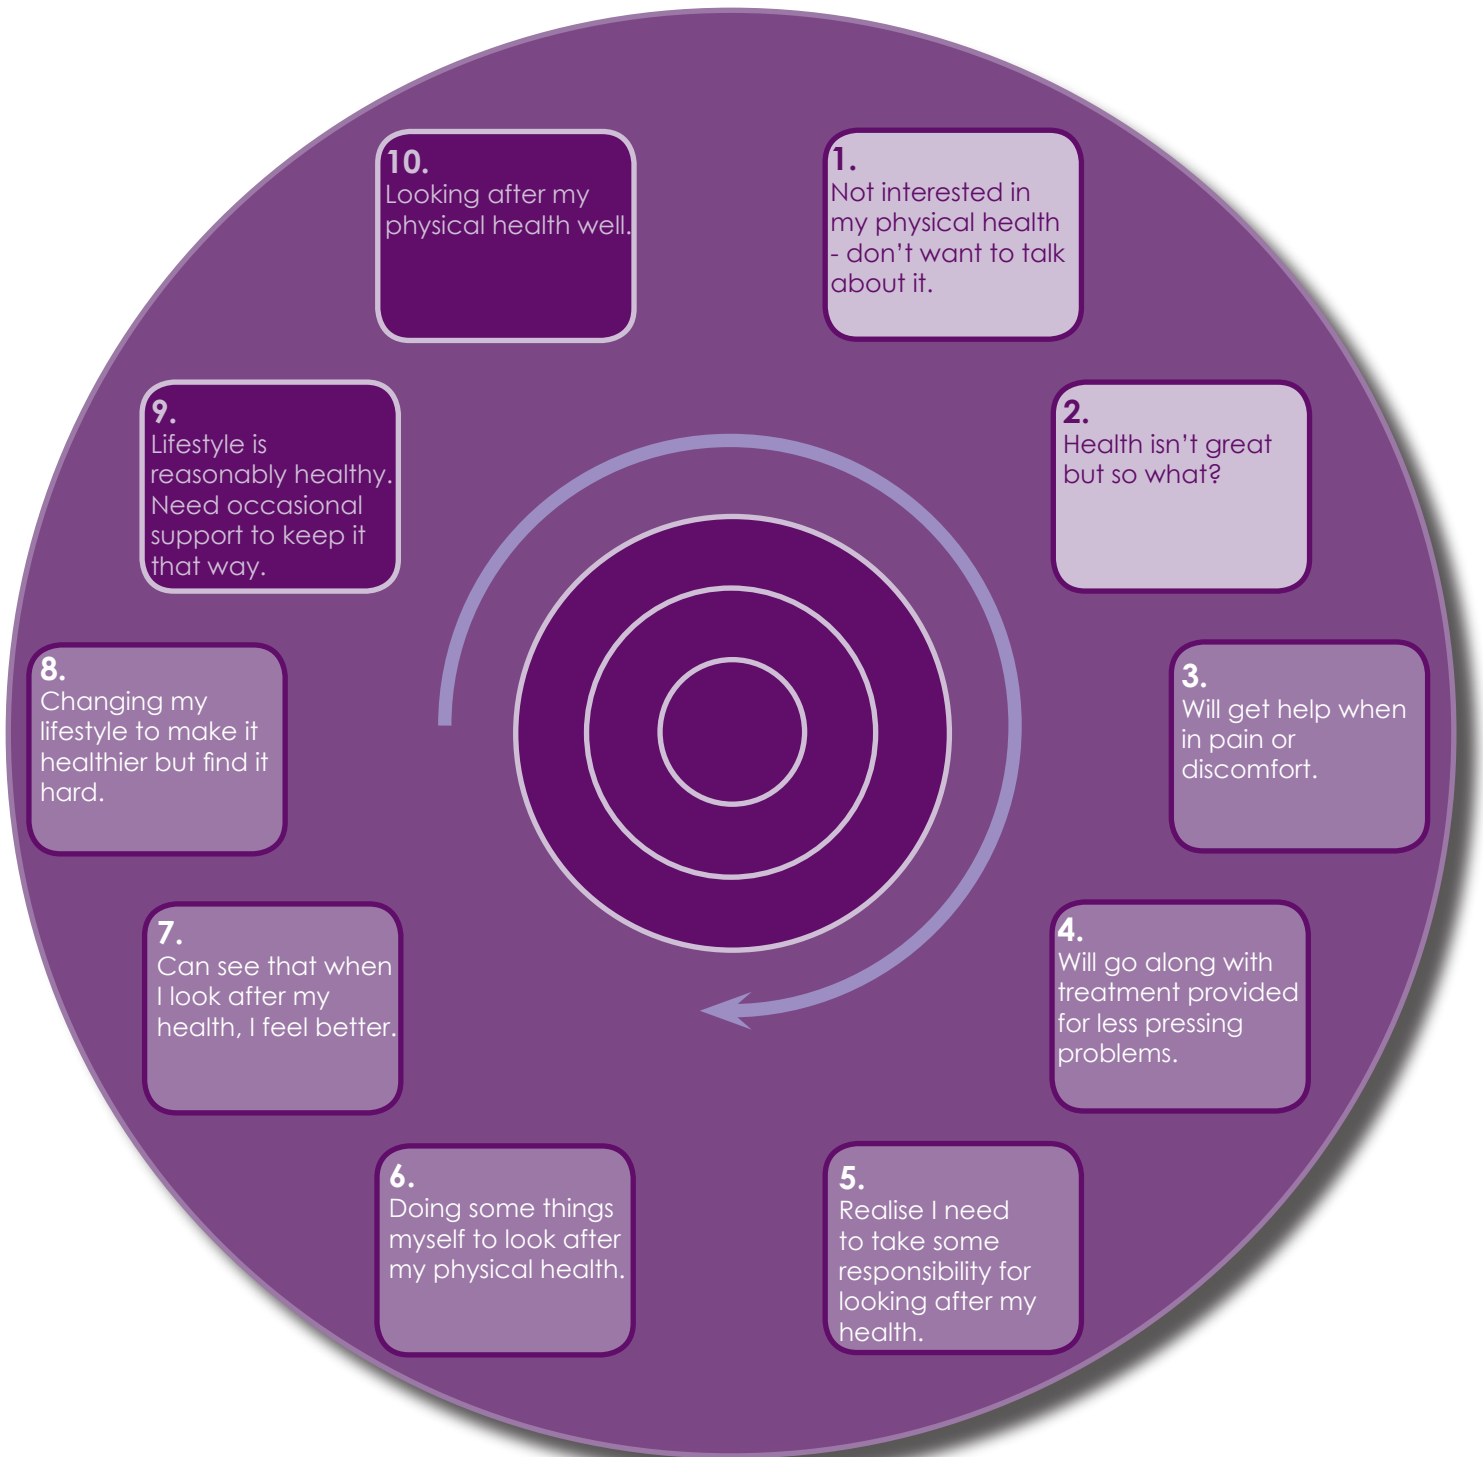 1.
Not interested in
my physical health
- don't want to talk
about it.
2.
Health isn't great
but so what?
3.
Will get help when
in pain or
discomfort.
4.
Will go along with
treatment provided
for less pressing
problems.
5.
Realise I need
to take some
responsibility for
looking after my
health.
6.
Doing some things
myself to look after
my physical health.
7.
Can see that when
I look after my
health, I feel better.
8.
Changing my
lifestyle to make it
healthier but find it
hard.
9.
Lifestyle is
reasonably healthy.
Need occasional
support to keep it
that way.
10.
Looking after my
physical health well.